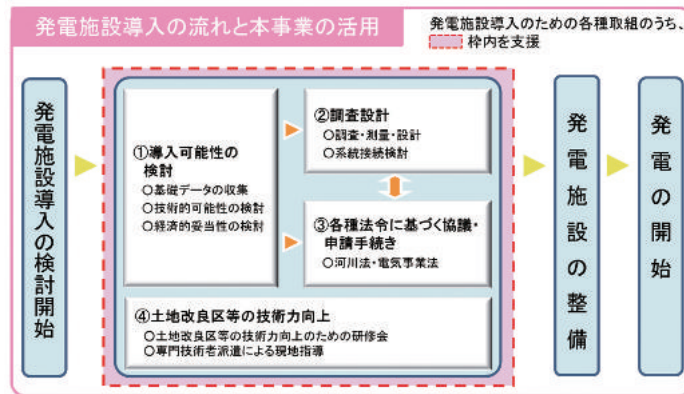 発電施設導入の流れと本事業の活用
発電施設導入のための各種取組のうち、
枠内を支援
発電施設導入の検討開始
①導入可能性の
検討
○基礎データの収集
○技術的可能性の検討
○経済的妥当性の検討
②調査設計
○調査・測量・設計
○系統接続検討
③各種法令に基づく協議・
申請手続き
○河川法・電気事業法
④土地改良区等の技術力向上
○土地改良区等の技術力向上のための研修会
○専門技術者派遣による現地指導
発電施設の整備
発電の開始